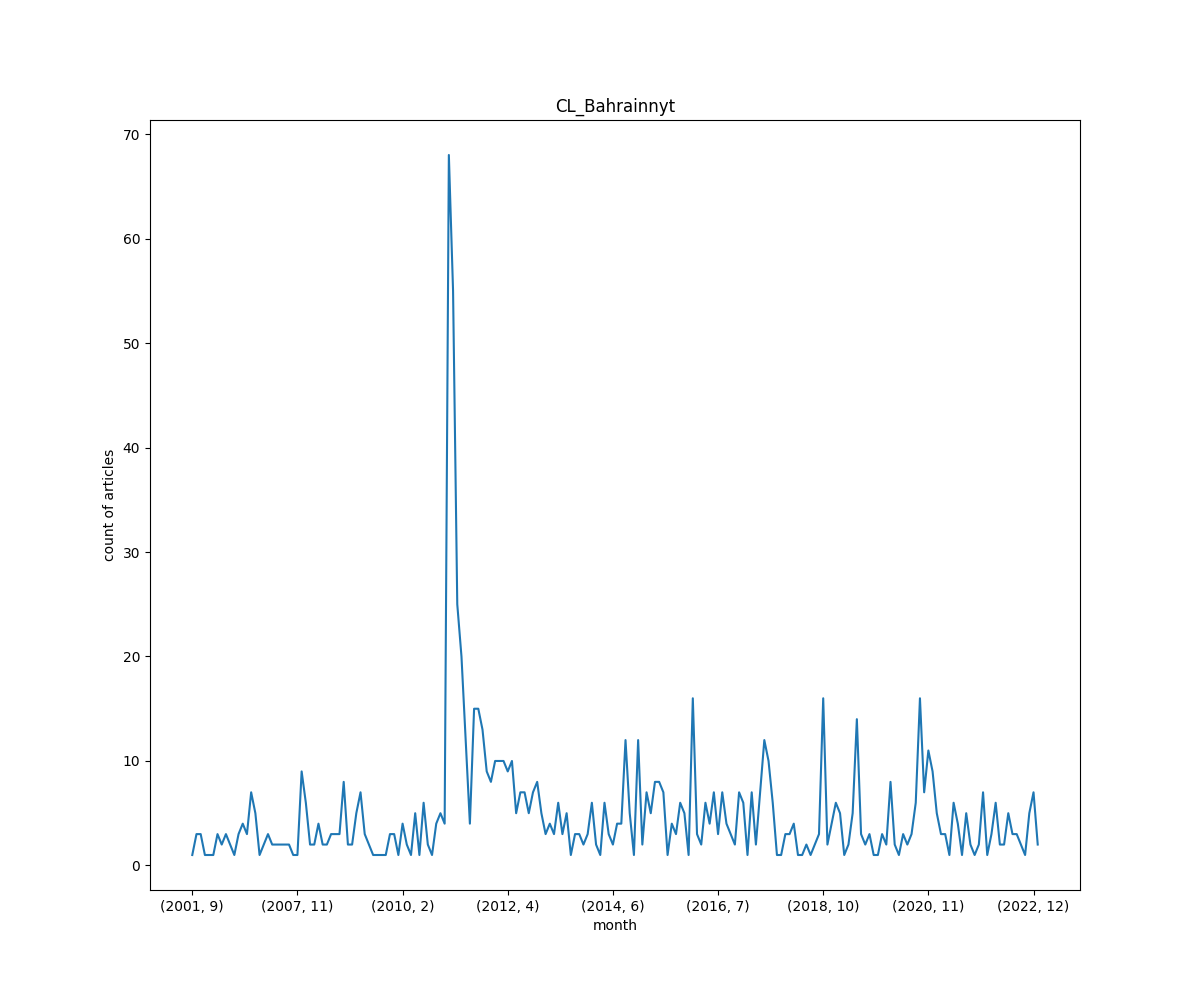 CL_Bahrainnyt
70
60
50
40
30
20
10
0
count of articles
(2001, 9) (2007, 11) (2010, 2) (2012, 4) (2014, 6) (2016, 7) (2018, 10) (2020, 11) (2022, 12)
month